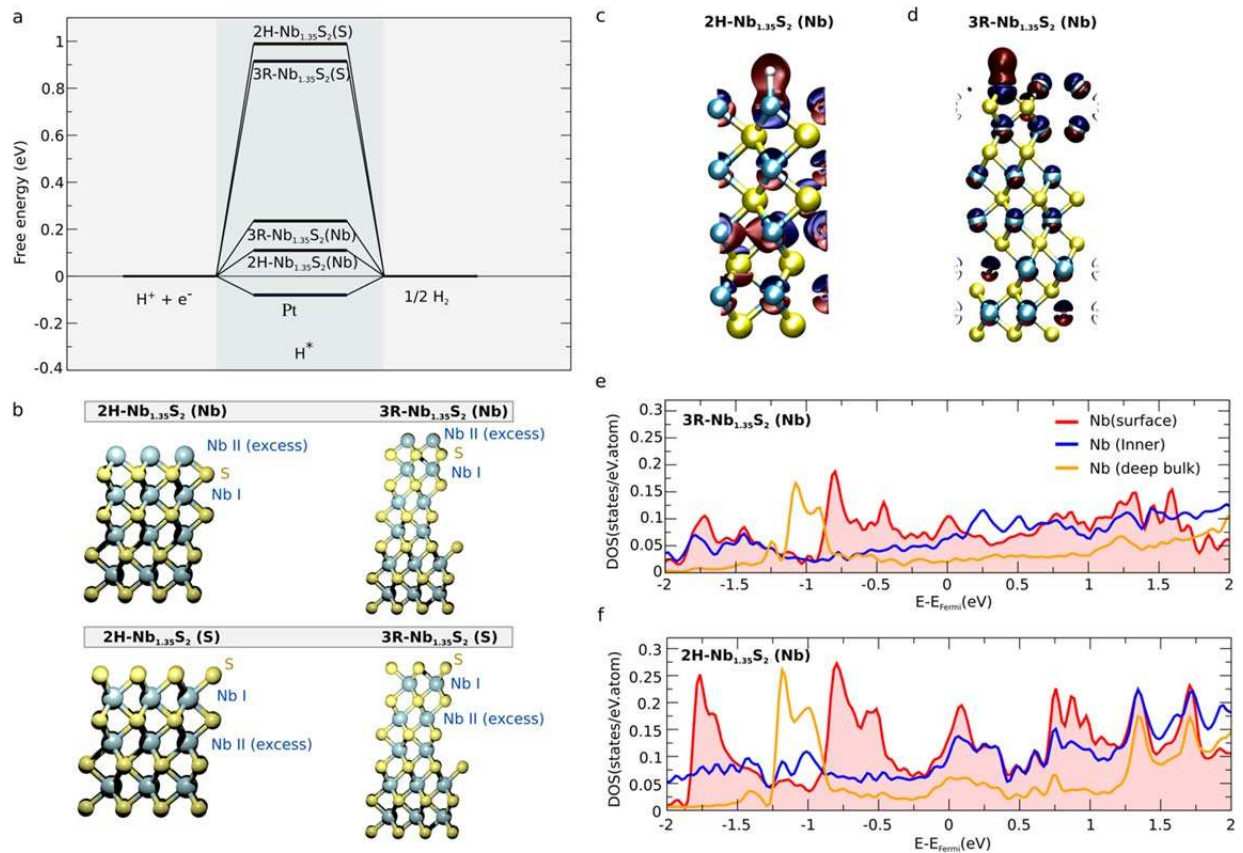 a
1
0.8
0.6
0.4
0.2
0
-0.2
-0.4
Free energy (eV)
2H-Nb₁.₃₅S₂(S)
3R-Nb₁.₃₅S₂(S)
3R-Nb₁.₃₅S₂(Nb)
2H-Nb₁.₃₅S₂(Nb)
H⁺ + e⁻
Pt
1/2 H₂
H*
b
2H-Nb₁.₃₅S₂ (Nb)
3R-Nb₁.₃₅S₂ (Nb)
Nb II (excess)
S
Nb I
Nb II (excess)
S
Nb I
2H-Nb₁.₃₅S₂ (S)
3R-Nb₁.₃₅S₂ (S)
S
Nb I
Nb II (excess)
S
Nb I
Nb II (excess)
c
2H-Nb₁.₃₅S₂ (Nb)
d
3R-Nb₁.₃₅S₂ (Nb)
e
3R-Nb₁.₃₅S₂ (Nb)
Nb(surface)
Nb (Inner)
Nb (deep bulk)
0.3
0.25
0.2
0.15
0.1
0.05
0
DOS(states/eV.atom)
-2 -1.5 -1 -0.5 0 0.5 1 1.5 2
E-E_Fermi(eV)
f
2H-Nb₁.₃₅S₂ (Nb)
0.3
0.25
0.2
0.15
0.1
0.05
0
DOS(states/eV.atom)
-2 -1.5 -1 -0.5 0 0.5 1 1.5 2
E-E_Fermi(eV)